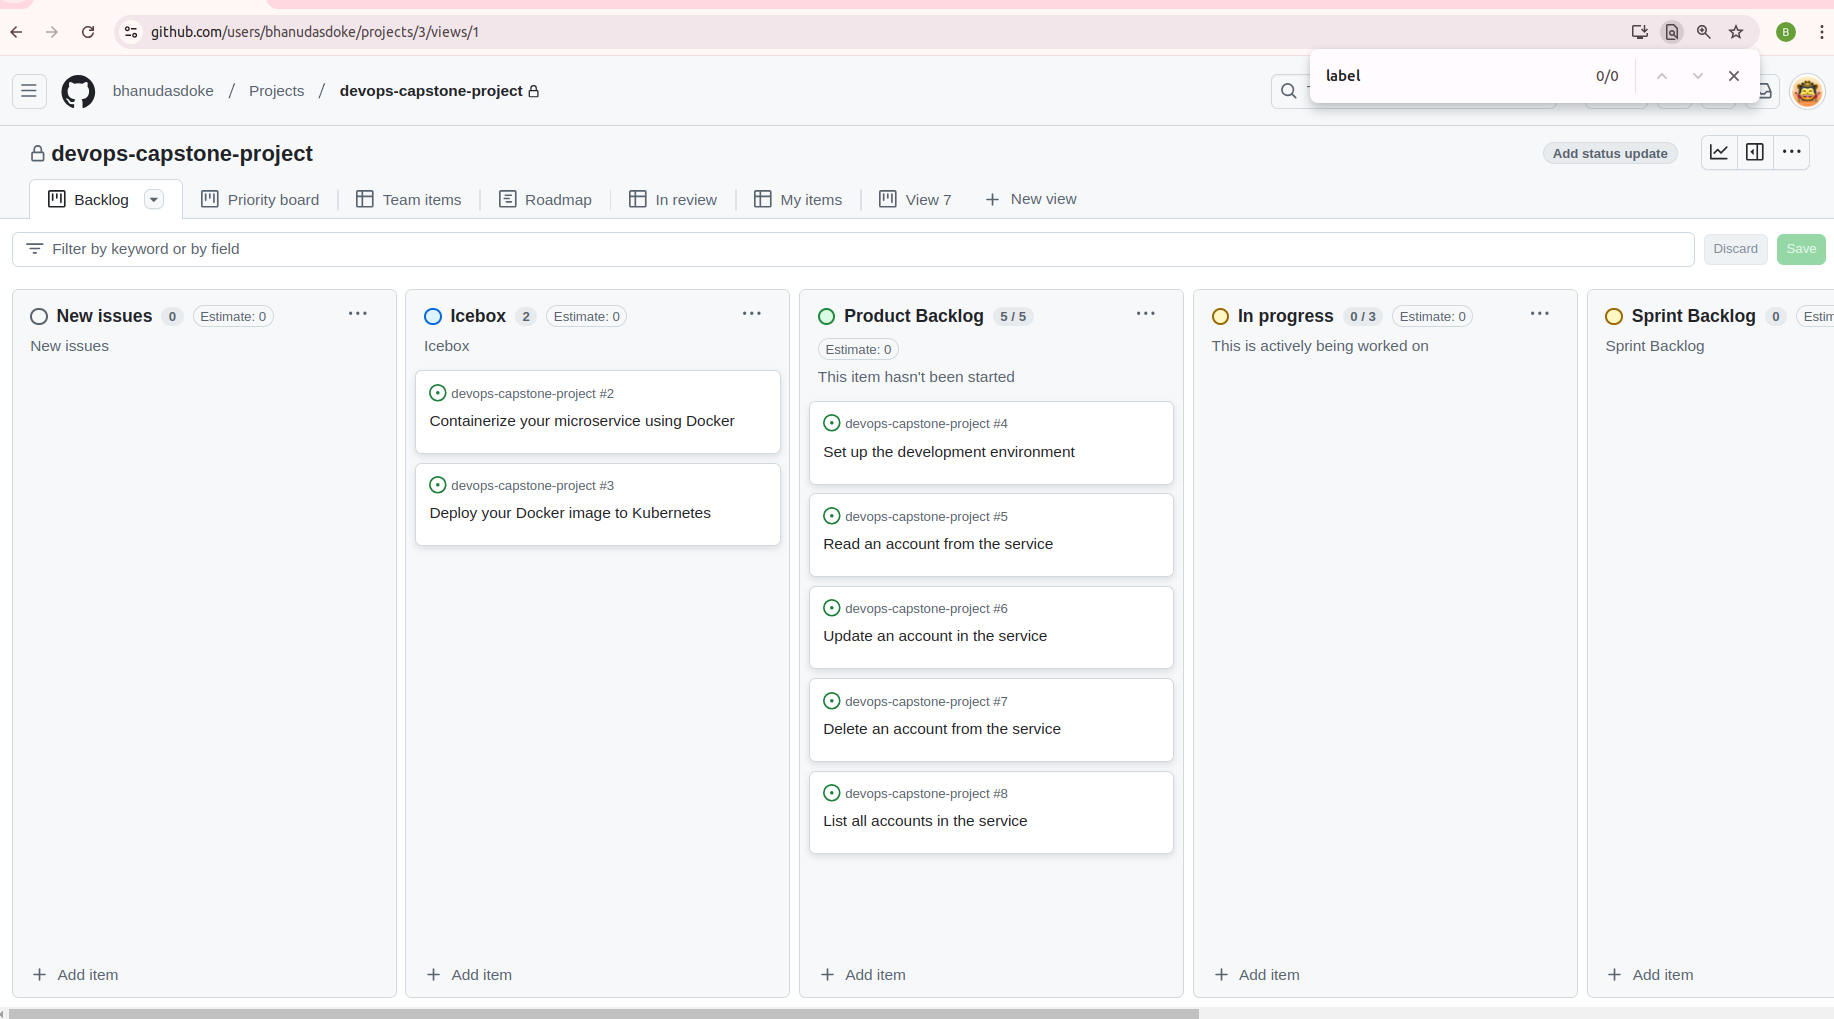 github.com/users/bhanudasdoke/projects/3/views/1
B
label 0/0
bhanudasdoke / Projects / devops-capstone-project
devops-capstone-project
Add status update
Backlog Priority board Team items Roadmap In review My items View 7 New view
Filter by keyword or by field
Discard Save
New issues 0 Estimate: 0
New issues
Add item
Icebox 2 Estimate: 0
Icebox
devops-capstone-project #2
Containerize your microservice using Docker
devops-capstone-project #3
Deploy your Docker image to Kubernetes
Add item
Product Backlog 5 / 5
Estimate: 0
This item hasn't been started
devops-capstone-project #4
Set up the development environment
devops-capstone-project #5
Read an account from the service
devops-capstone-project #6
Update an account in the service
devops-capstone-project #7
Delete an account from the service
devops-capstone-project #8
List all accounts in the service
Add item
In progress 0 / 3 Estimate: 0
This is actively being worked on
Add item
Sprint Backlog 0
Sprint Backlog
Add item